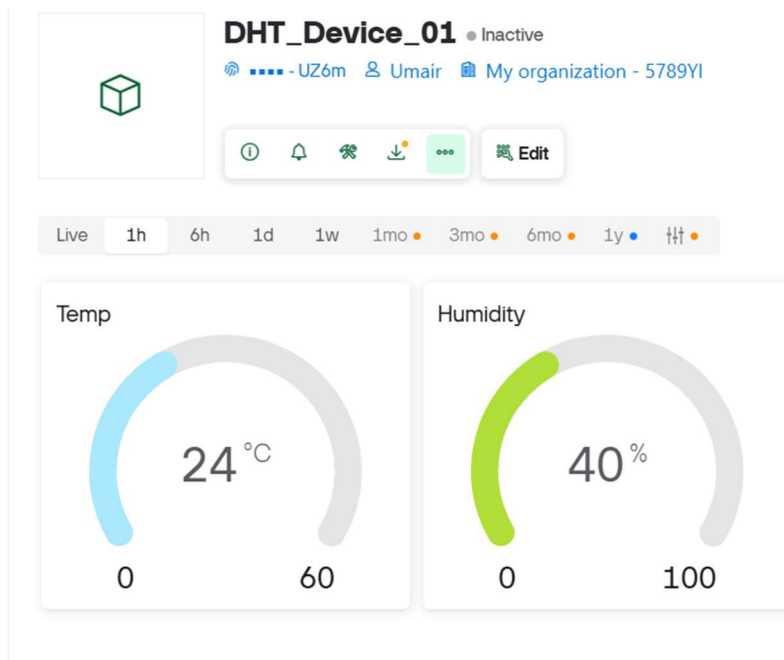 DHT_Device_01 Inactive
▪▪▪▪ - UZ6m Umair My organization - 5789YI
Edit
Live 1h 6h 1d 1w 1mo 3mo 6mo 1y
Temp
24 °C
0 60
Humidity
40 %
0 100